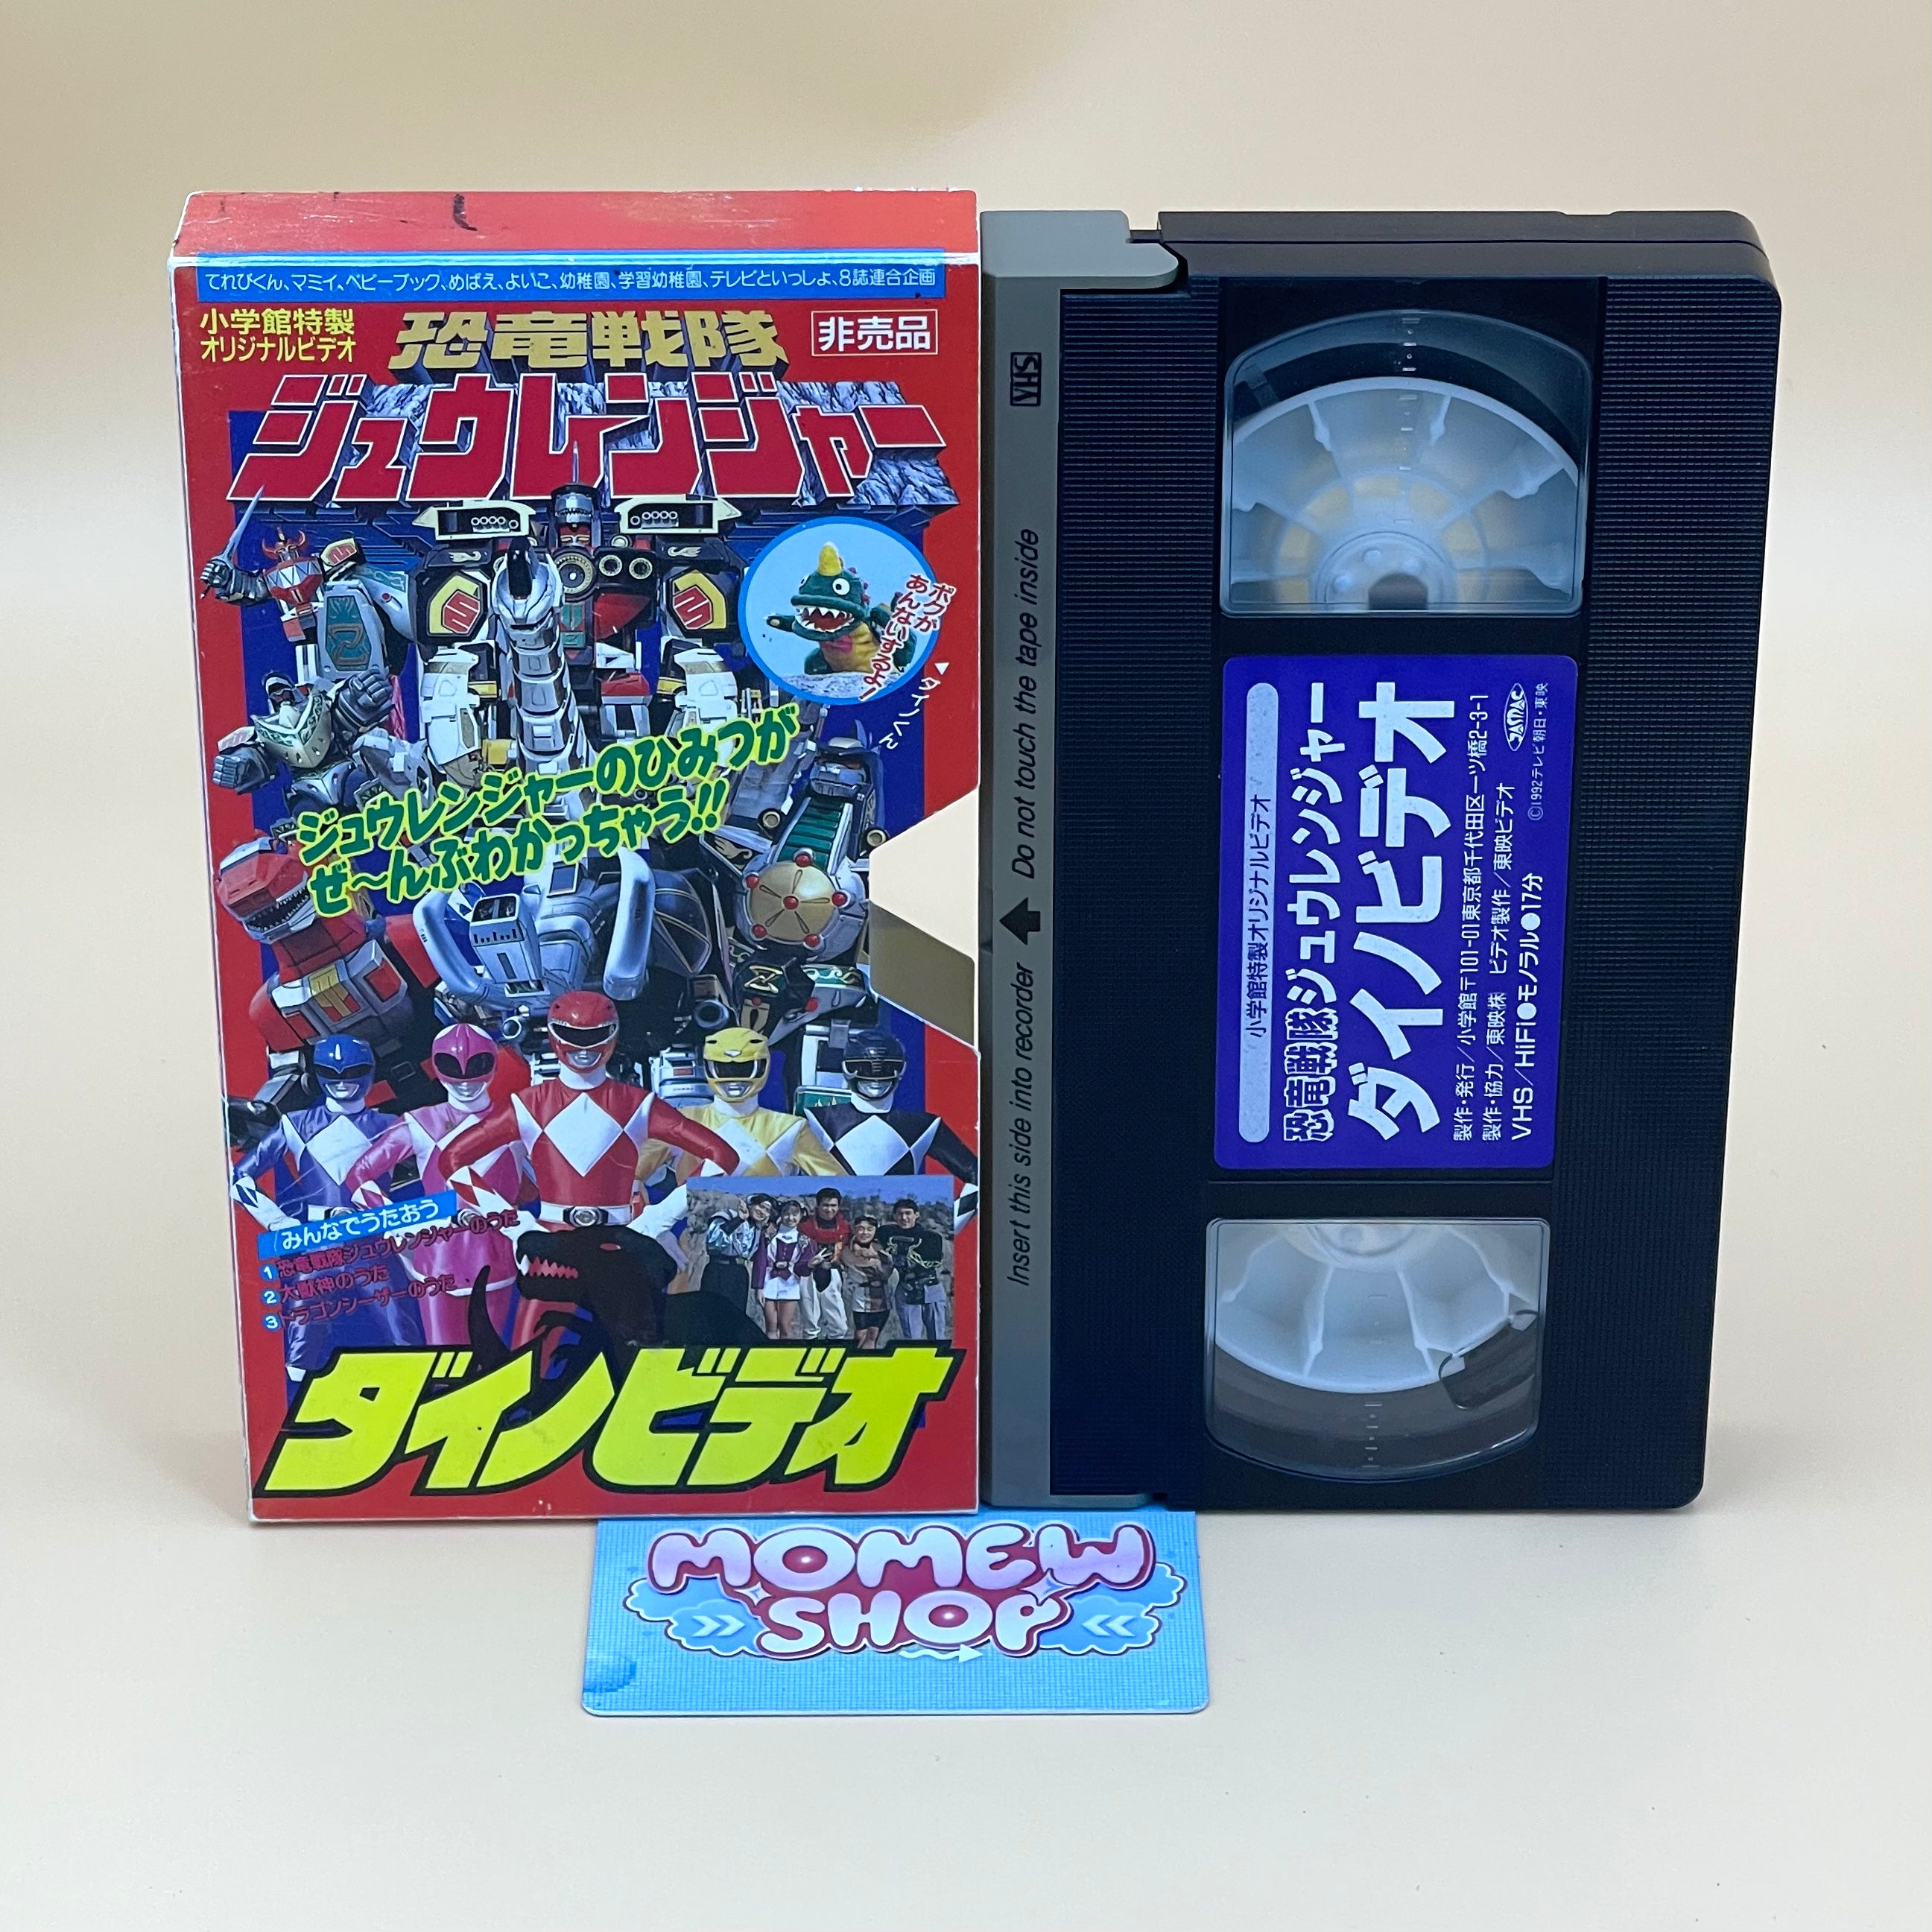 てれびくん、マミイ、ベビーブック、めばえ、よいこ、幼稚園、学習幼稚園、テレビといっしょ、8誌連合企画
小学館特製
オリジナルビデオ
恐竜戦隊
非売品
ジュウレンジャー
ボクが
あんないするよ!
ダイノくん
ジュウレンジャーのひみつが
ぜ〜んぶわかっちゃう!!
みんなでうたおう
1 恐竜戦隊ジュウレンジャーのうた
2 大獣神のうた
3 ドラゴンシーザーのうた
ダイノビデオ
VHS
Insert this side into recorder Do not touch the tape inside
小学館特製オリジナルビデオ
恐竜戦隊ジュウレンジャー
ダイノビデオ
製作・発行/小学館〒101-01東京都千代田区一ツ橋2-3-1
製作・協力/東映株 ビデオ製作/東映ビデオ
VHS/HiFi●モノラル●17分
©1992テレビ朝日・東映
JASRAC
MOMEW
SHOP